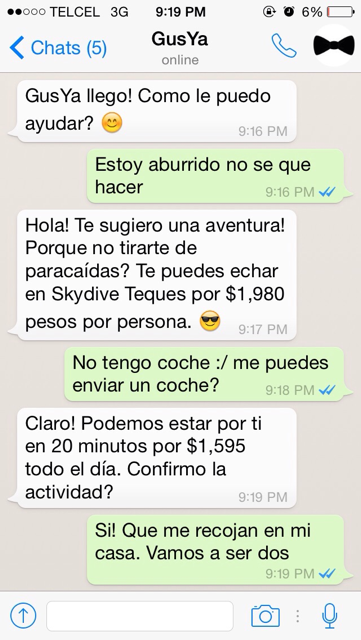 TELCEL 3G 9:19 PM 6%
Chats (5)
GusYa
online
GusYa llego! Como le puedo
ayudar? 😊
9:16 PM
Estoy aburrido no se que
hacer
9:16 PM
Hola! Te sugiero una aventura!
Porque no tirarte de
paracaídas? Te puedes echar
en Skydive Teques por $1,980
pesos por persona. 😎
9:17 PM
No tengo coche :/ me puedes
enviar un coche?
9:18 PM
Claro! Podemos estar por ti
en 20 minutos por $1,595
todo el día. Confirmo la
actividad?
9:19 PM
Si! Que me recojan en mi
casa. Vamos a ser dos
9:19 PM